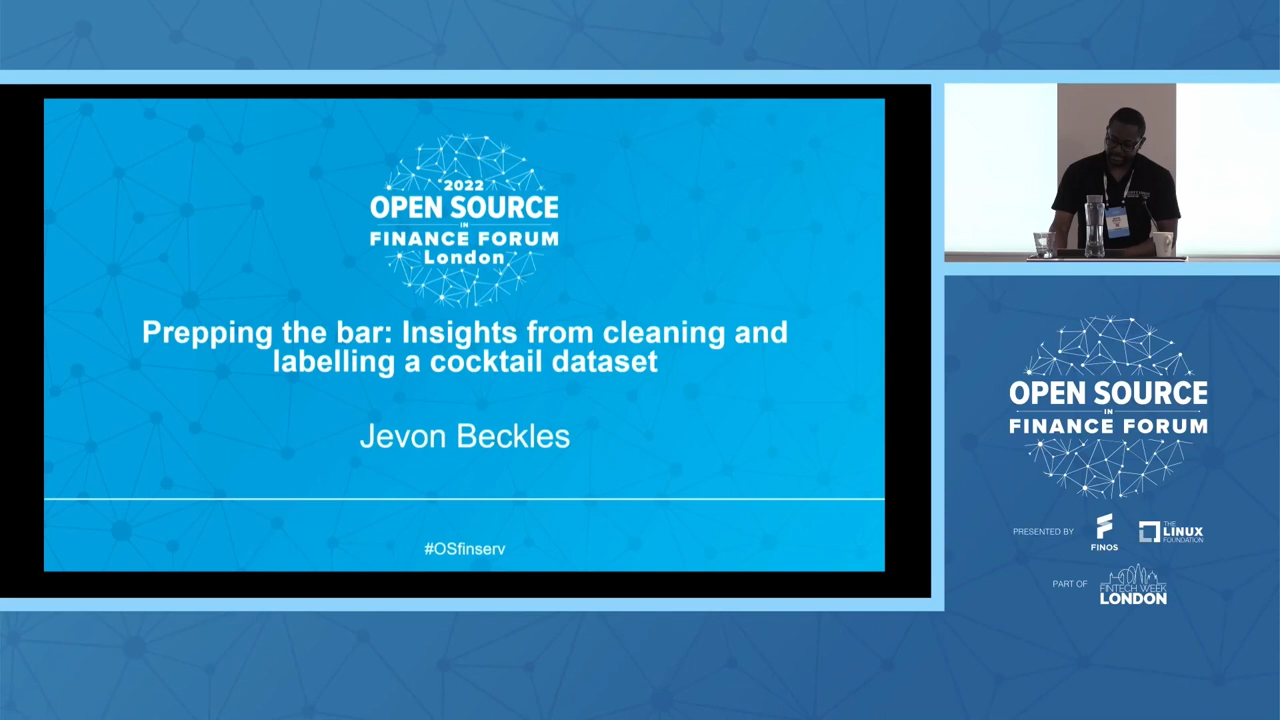 2022
OPEN SOURCE
IN
FINANCE FORUM
London
Prepping the bar: Insights from cleaning and
labelling a cocktail dataset
Jevon Beckles
#OSfinserv
OPEN SOURCE
IN
FINANCE FORUM
PRESENTED BY
FINOS
THE
LINUX
FOUNDATION
PART OF
FINTECH WEEK
LONDON